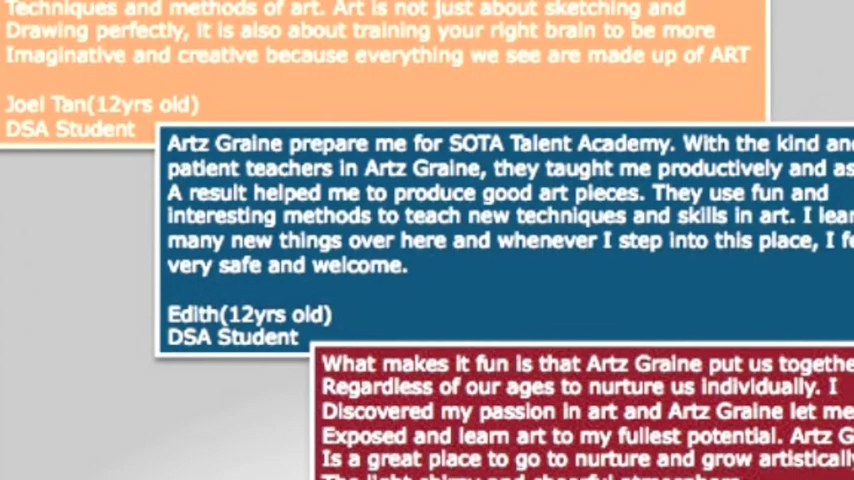 Techniques and methods of art. Art is not just about sketching and
Drawing perfectly, it is also about training your right brain to be more
Imaginative and creative because everything we see are made up of ART
Joel Tan(12yrs old)
DSA Student
Artz Graine prepare me for SOTA Talent Academy. With the kind and
patient teachers in Artz Graine, they taught me productively and as
A result helped me to produce good art pieces. They use fun and
interesting methods to teach new techniques and skills in art. I lear
many new things over here and whenever I step into this place, I fe
very safe and welcome.
Edith(12yrs old)
DSA Student
What makes it fun is that Artz Graine put us togethe
Regardless of our ages to nurture us individually. I
Discovered my passion in art and Artz Graine let me
Exposed and learn art to my fullest potential. Artz G
Is a great place to go to nurture and grow artistically